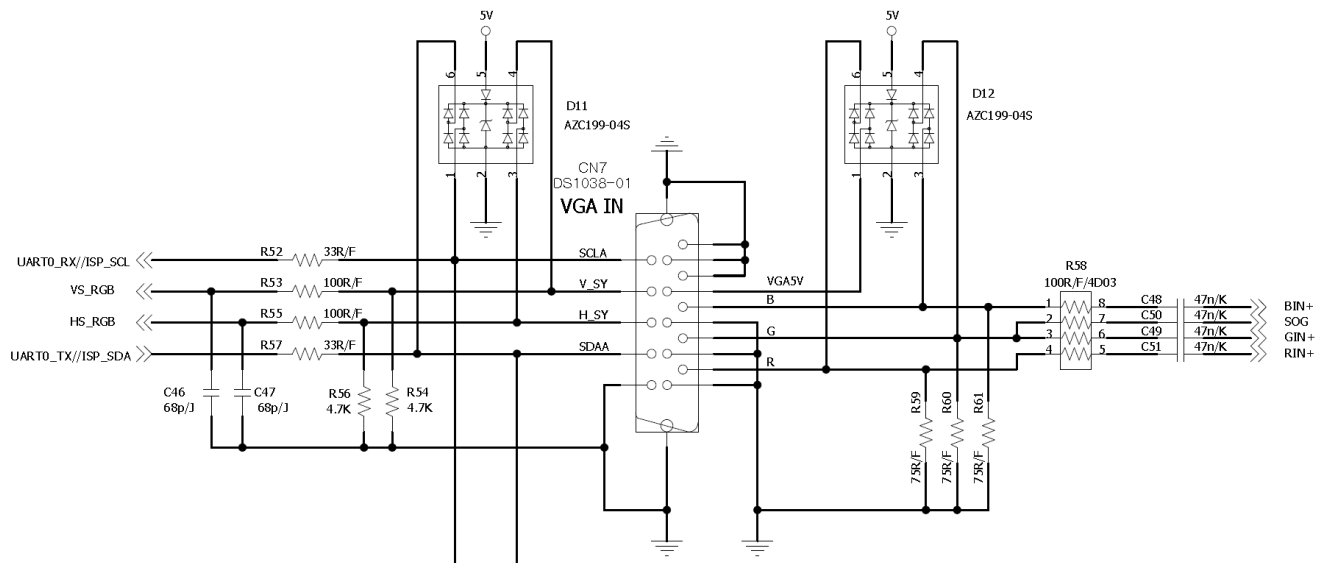 5V
5V
6
5
4
6
5
4
D11
AZC199-04S
D12
AZC199-04S
1
2
3
1
2
3
CN7
DS1038-01
VGA IN
UART0_RX//ISP_SCL
R52
33R/F
SCLA
VS_RGB
R53
100R/F
V_SY
VGA5V
HS_RGB
R55
100R/F
H_SY
B
G
UART0_TX//ISP_SDA
R57
33R/F
SDAA
R
R58
100R/F/4D03
1
8
C48
47n/K
BIN+
2
7
C50
47n/K
SOG
3
6
C49
47n/K
GIN+
4
5
C51
47n/K
RIN+
C46
68p/J
C47
68p/J
R56
4.7K
R54
4.7K
R59
R60
R61
75R/F
75R/F
75R/F